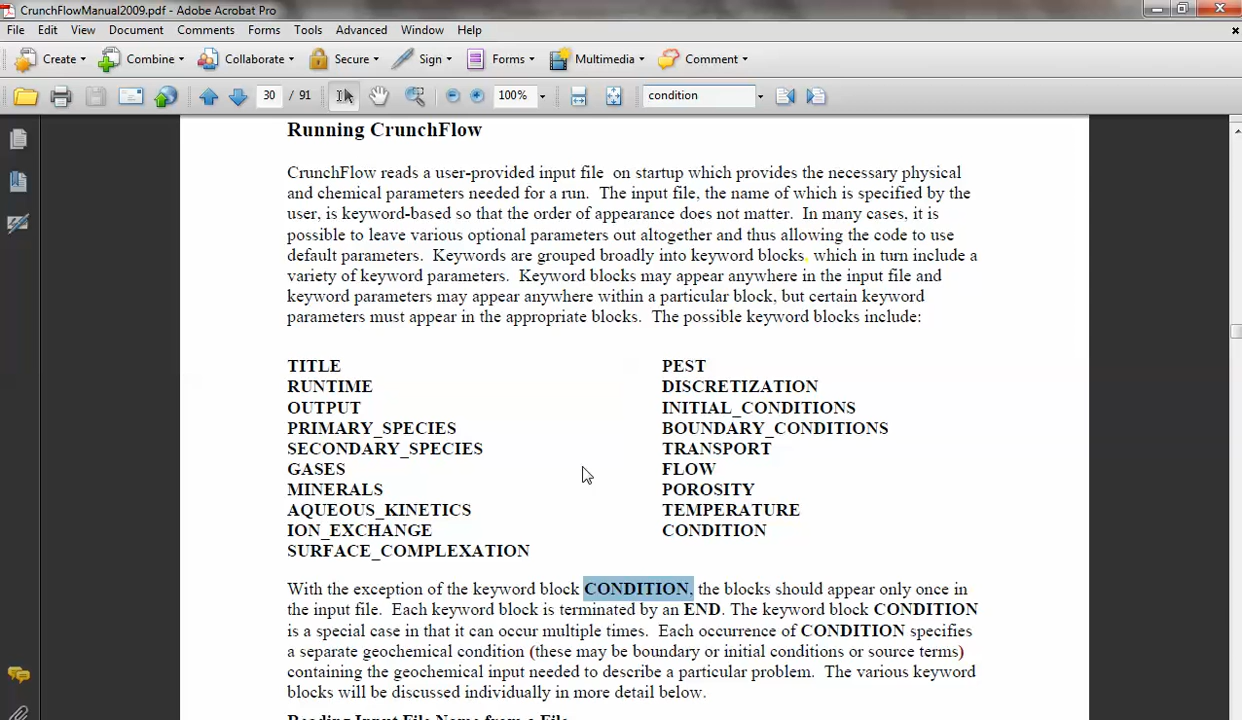 CrunchFlowManual2009.pdf - Adobe Acrobat Pro
File Edit View Document Comments Forms Tools Advanced Window Help
Create Combine Collaborate Secure Sign Forms Multimedia Comment
30 / 91 100% condition
Running CrunchFlow
CrunchFlow reads a user-provided input file on startup which provides the necessary physical
and chemical parameters needed for a run. The input file, the name of which is specified by the
user, is keyword-based so that the order of appearance does not matter. In many cases, it is
possible to leave various optional parameters out altogether and thus allowing the code to use
default parameters. Keywords are grouped broadly into keyword blocks, which in turn include a
variety of keyword parameters. Keyword blocks may appear anywhere in the input file and
keyword parameters may appear anywhere within a particular block, but certain keyword
parameters must appear in the appropriate blocks. The possible keyword blocks include:
TITLE
RUNTIME
OUTPUT
PRIMARY_SPECIES
SECONDARY_SPECIES
GASES
MINERALS
AQUEOUS_KINETICS
ION_EXCHANGE
SURFACE_COMPLEXATION
PEST
DISCRETIZATION
INITIAL_CONDITIONS
BOUNDARY_CONDITIONS
TRANSPORT
FLOW
POROSITY
TEMPERATURE
CONDITION
With the exception of the keyword block CONDITION, the blocks should appear only once in
the input file. Each keyword block is terminated by an END. The keyword block CONDITION
is a special case in that it can occur multiple times. Each occurrence of CONDITION specifies
a separate geochemical condition (these may be boundary or initial conditions or source terms)
containing the geochemical input needed to describe a particular problem. The various keyword
blocks will be discussed individually in more detail below.
Reading Input File Name from a File